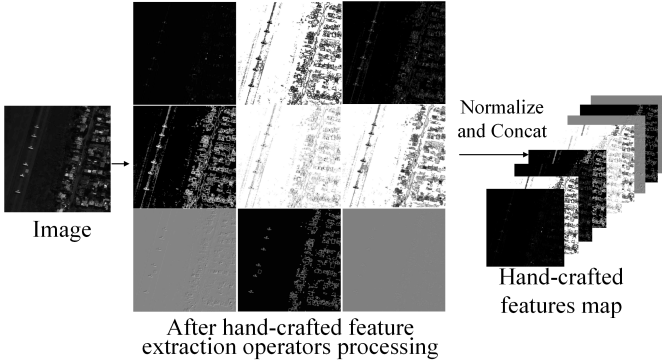 Image
After hand-crafted feature
extraction operators processing
Normalize
and Concat
Hand-crafted
features map